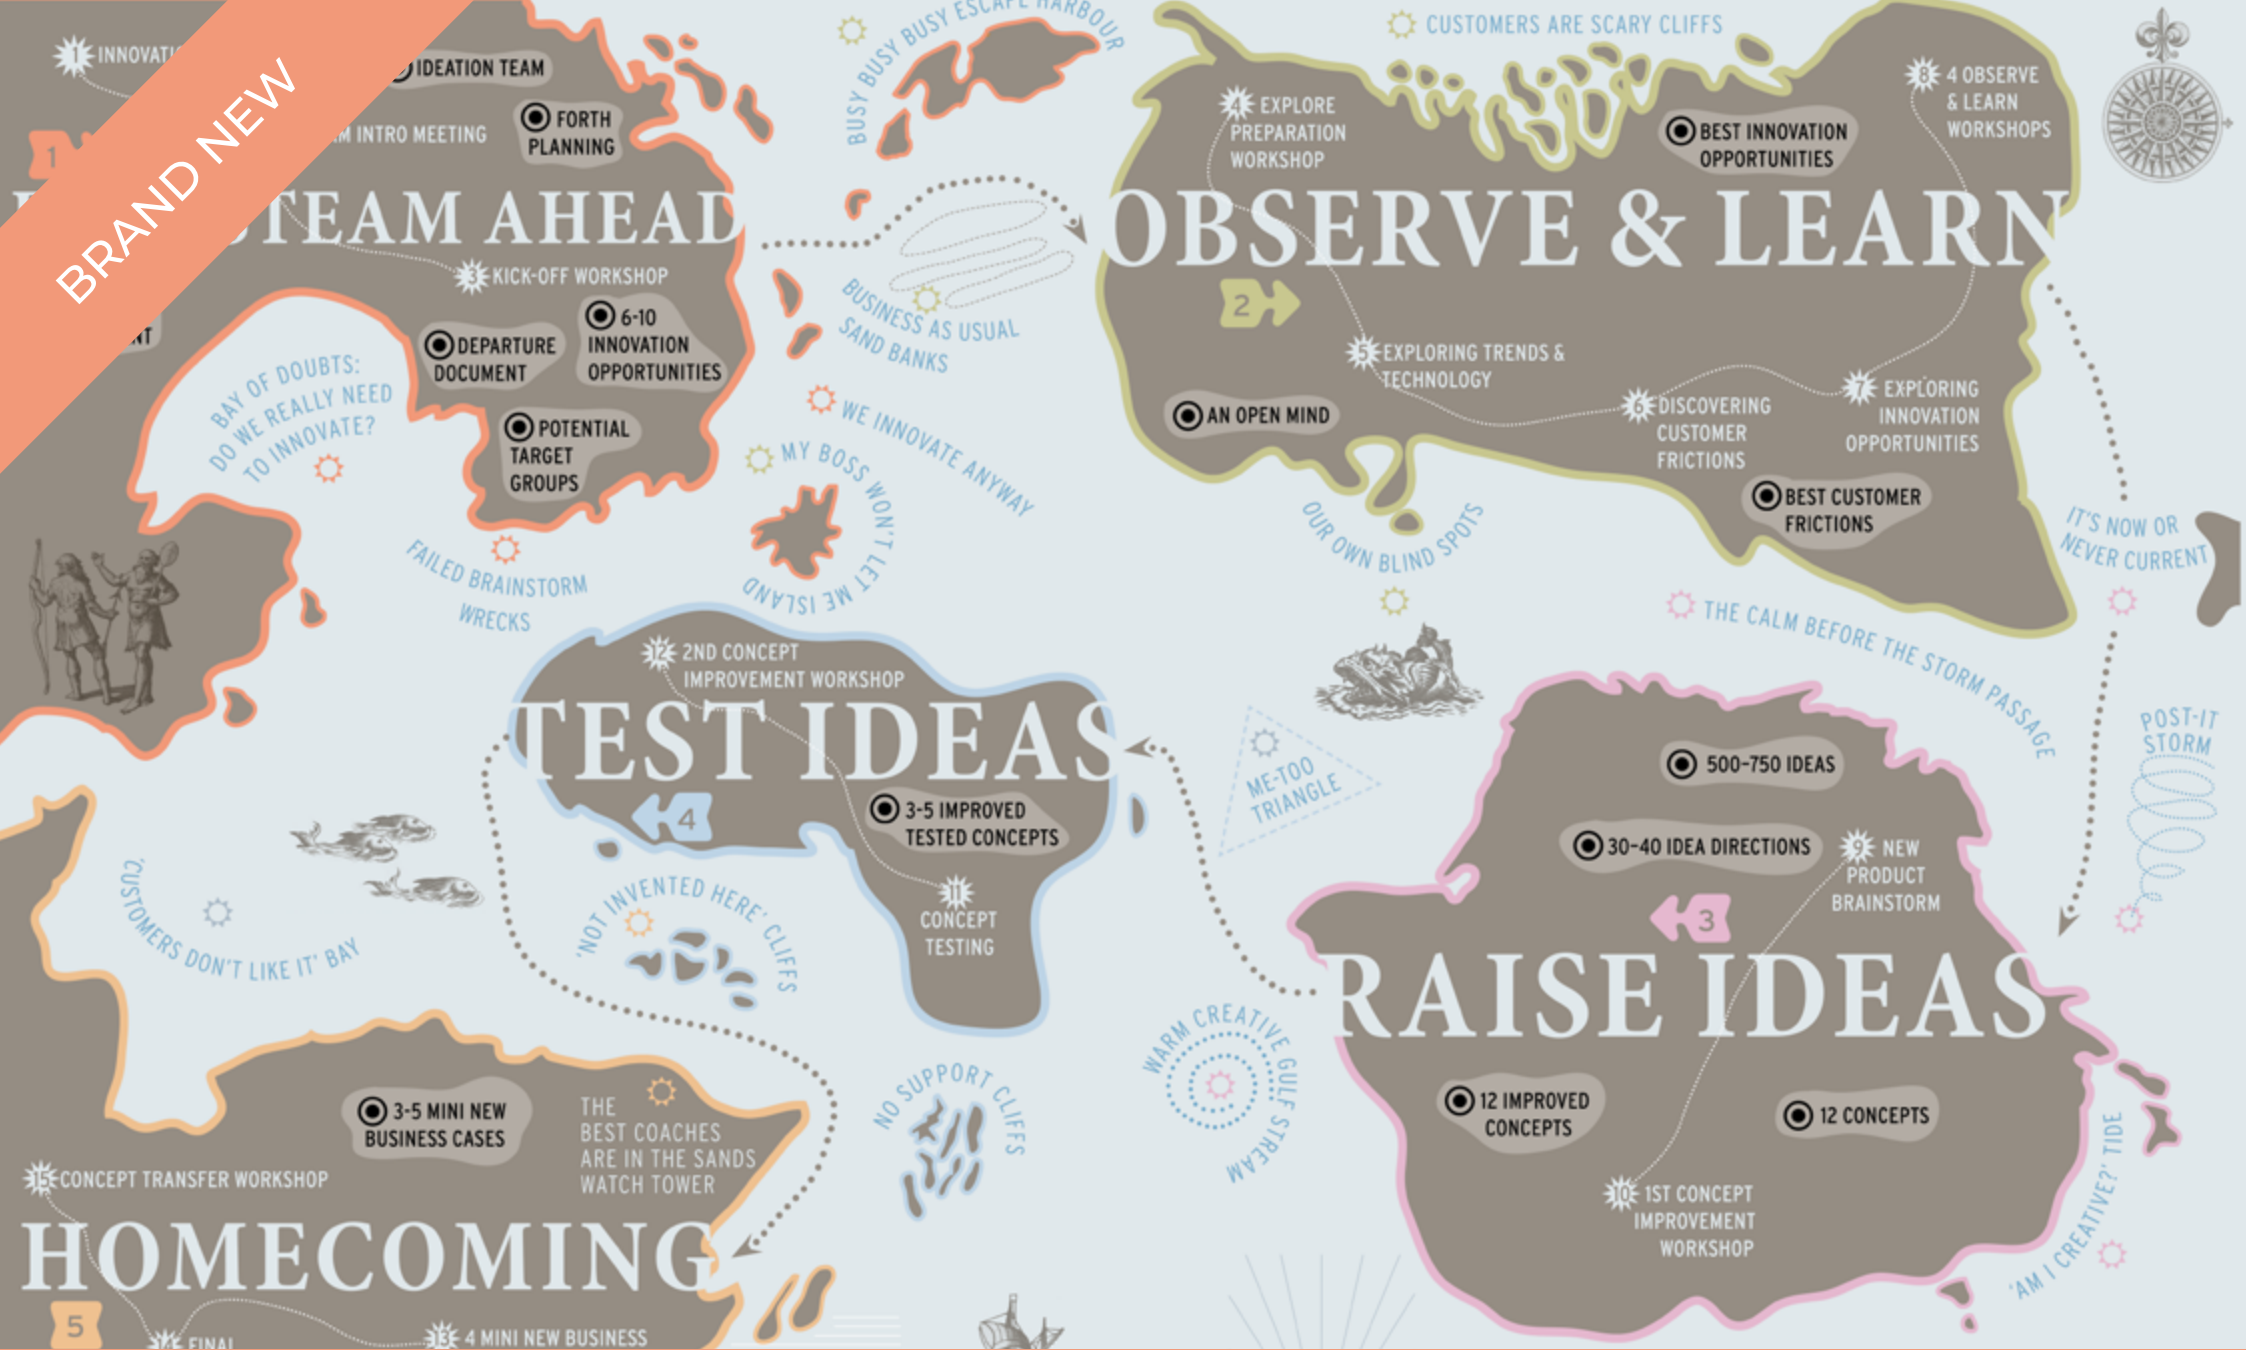 BRAND NEW
1 INNOVATI
IDEATION TEAM
FORTH
PLANNING
M INTRO MEETING
1
TEAM AHEAD
3 KICK-OFF WORKSHOP
DEPARTURE
DOCUMENT
6-10
INNOVATION
OPPORTUNITIES
POTENTIAL
TARGET
GROUPS
NT
BAY OF DOUBTS:
DO WE REALLY NEED
TO INNOVATE?
FAILED BRAINSTORM
WRECKS
BUSY BUSY BUSY ESCAPE HARBOUR
BUSINESS AS USUAL
SAND BANKS
WE INNOVATE ANYWAY
MY BOSS WON'T LET ME ISLAND
CUSTOMERS ARE SCARY CLIFFS
4 EXPLORE
PREPARATION
WORKSHOP
BEST INNOVATION
OPPORTUNITIES
8 4 OBSERVE
& LEARN
WORKSHOPS
OBSERVE & LEARN
2
5 EXPLORING TRENDS &
TECHNOLOGY
AN OPEN MIND
6 DISCOVERING
CUSTOMER
FRICTIONS
7 EXPLORING
INNOVATION
OPPORTUNITIES
BEST CUSTOMER
FRICTIONS
OUR OWN BLIND SPOTS
IT'S NOW OR
NEVER CURRENT
THE CALM BEFORE THE STORM PASSAGE
POST-IT
STORM
12 2ND CONCEPT
IMPROVEMENT WORKSHOP
TEST IDEAS
4
3-5 IMPROVED
TESTED CONCEPTS
11
CONCEPT
TESTING
ME-TOO
TRIANGLE
500-750 IDEAS
30-40 IDEA DIRECTIONS
9 NEW
PRODUCT
BRAINSTORM
3
RAISE IDEAS
12 IMPROVED
CONCEPTS
12 CONCEPTS
10 1ST CONCEPT
IMPROVEMENT
WORKSHOP
'AM I CREATIVE?' TIDE
WARM CREATIVE GULF STREAM
'NOT INVENTED HERE' CLIFFS
NO SUPPORT CLIFFS
'CUSTOMERS DON'T LIKE IT' BAY
3-5 MINI NEW
BUSINESS CASES
THE
BEST COACHES
ARE IN THE SANDS
WATCH TOWER
15 CONCEPT TRANSFER WORKSHOP
HOMECOMING
5
14 FINAL
13 4 MINI NEW BUSINESS